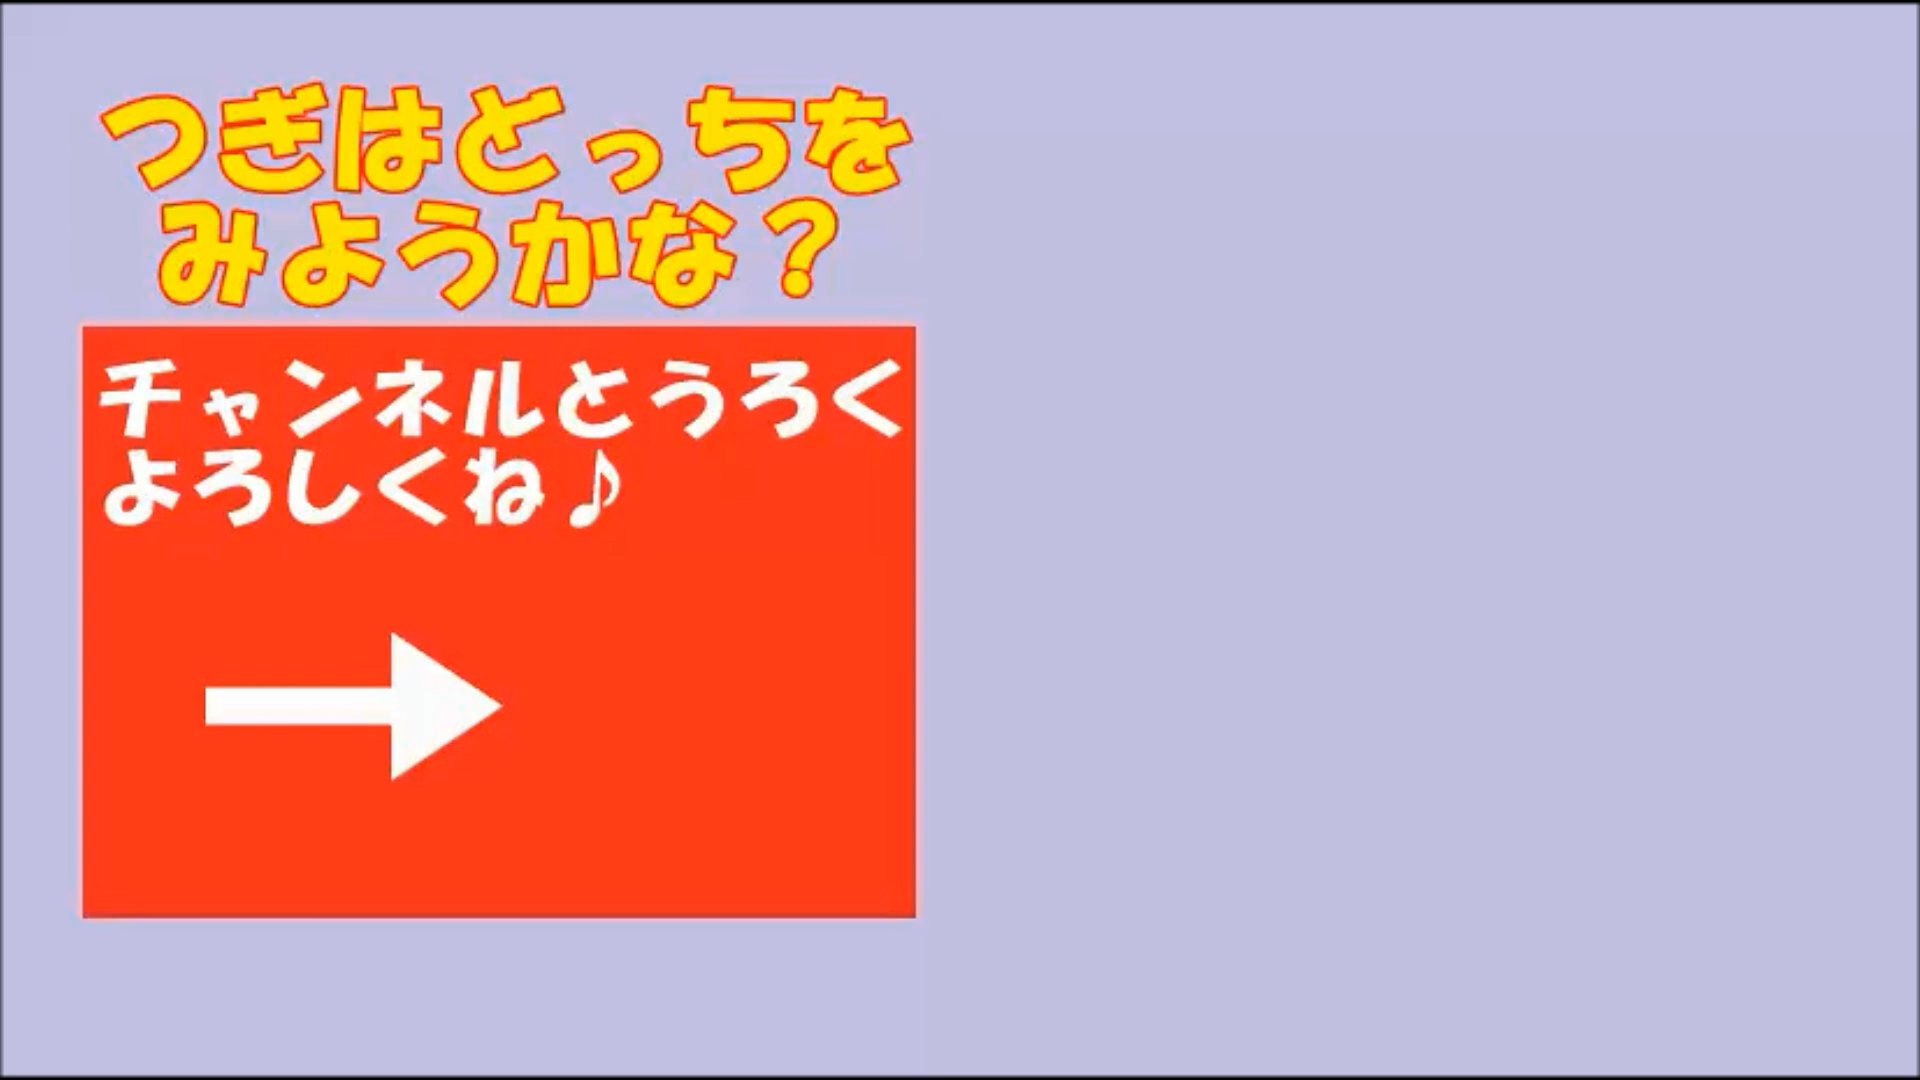 つぎはどっちを
みようかな？
チャンネルとうろく
よろしくね♪